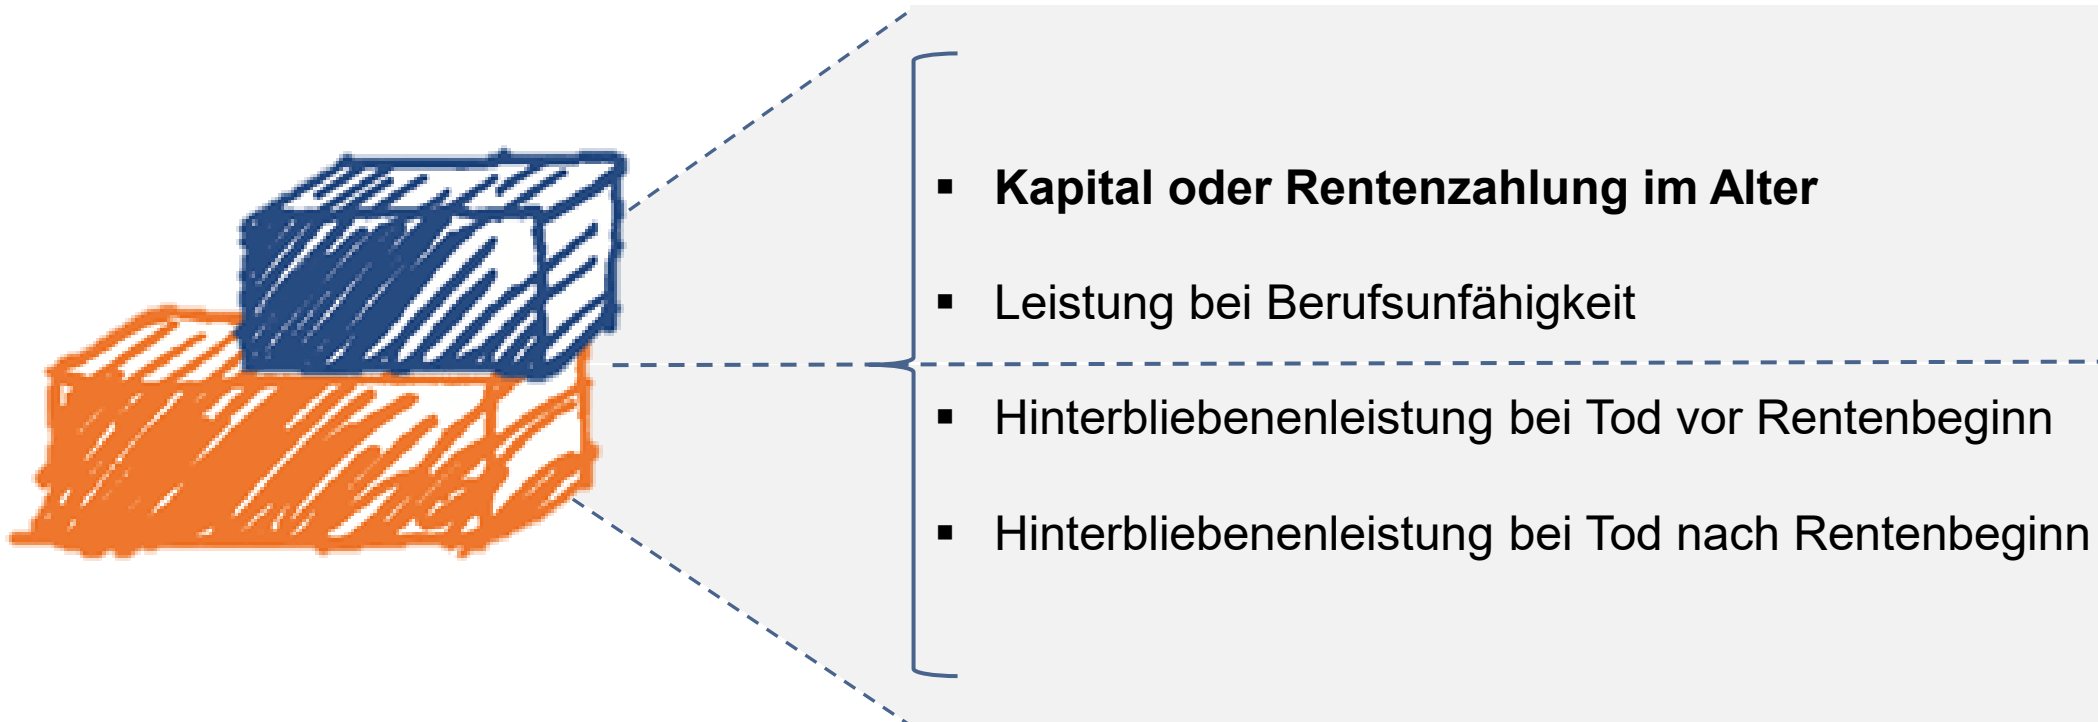 ▪ Kapital oder Rentenzahlung im Alter
▪ Leistung bei Berufsunfähigkeit
▪ Hinterbliebenenleistung bei Tod vor Rentenbeginn
▪ Hinterbliebenenleistung bei Tod nach Rentenbeginn